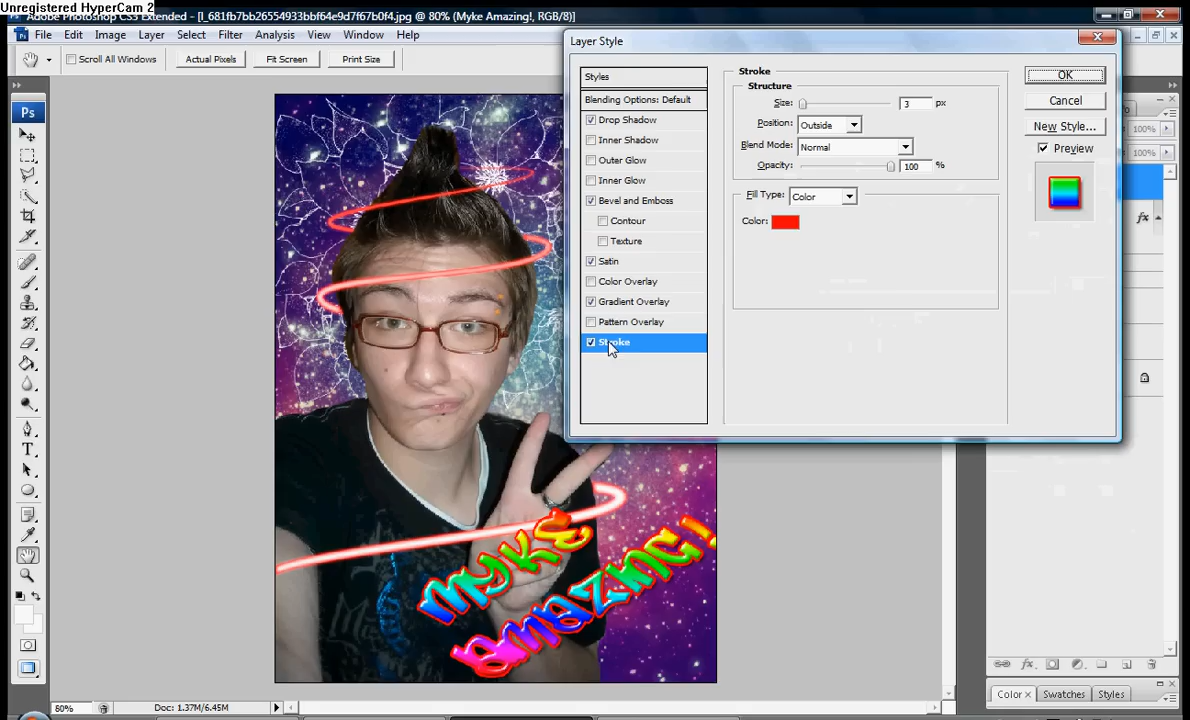 Unregistered HyperCam 2
Adobe Photoshop CS3 Extended - [l_681fb7bb26554933bbf64e9d7f67b0f4.jpg @ 80% (Myke Amazing!, RGB/8)]
File Edit Image Layer Select Filter Analysis View Window Help
Scroll All Windows Actual Pixels Fit Screen Print Size
Layer Style
Styles
Blending Options: Default
Drop Shadow
Inner Shadow
Outer Glow
Inner Glow
Bevel and Emboss
Contour
Texture
Satin
Color Overlay
Gradient Overlay
Pattern Overlay
Stroke
Stroke
Structure
Size: 3 px
Position: Outside
Blend Mode: Normal
Opacity: 100 %
Fill Type: Color
Color:
OK
Cancel
New Style...
Preview
Ps
100%
100%
fx
MYKE
AMAZING!
80% Doc: 1.37M/6.45M
Color Swatches Styles